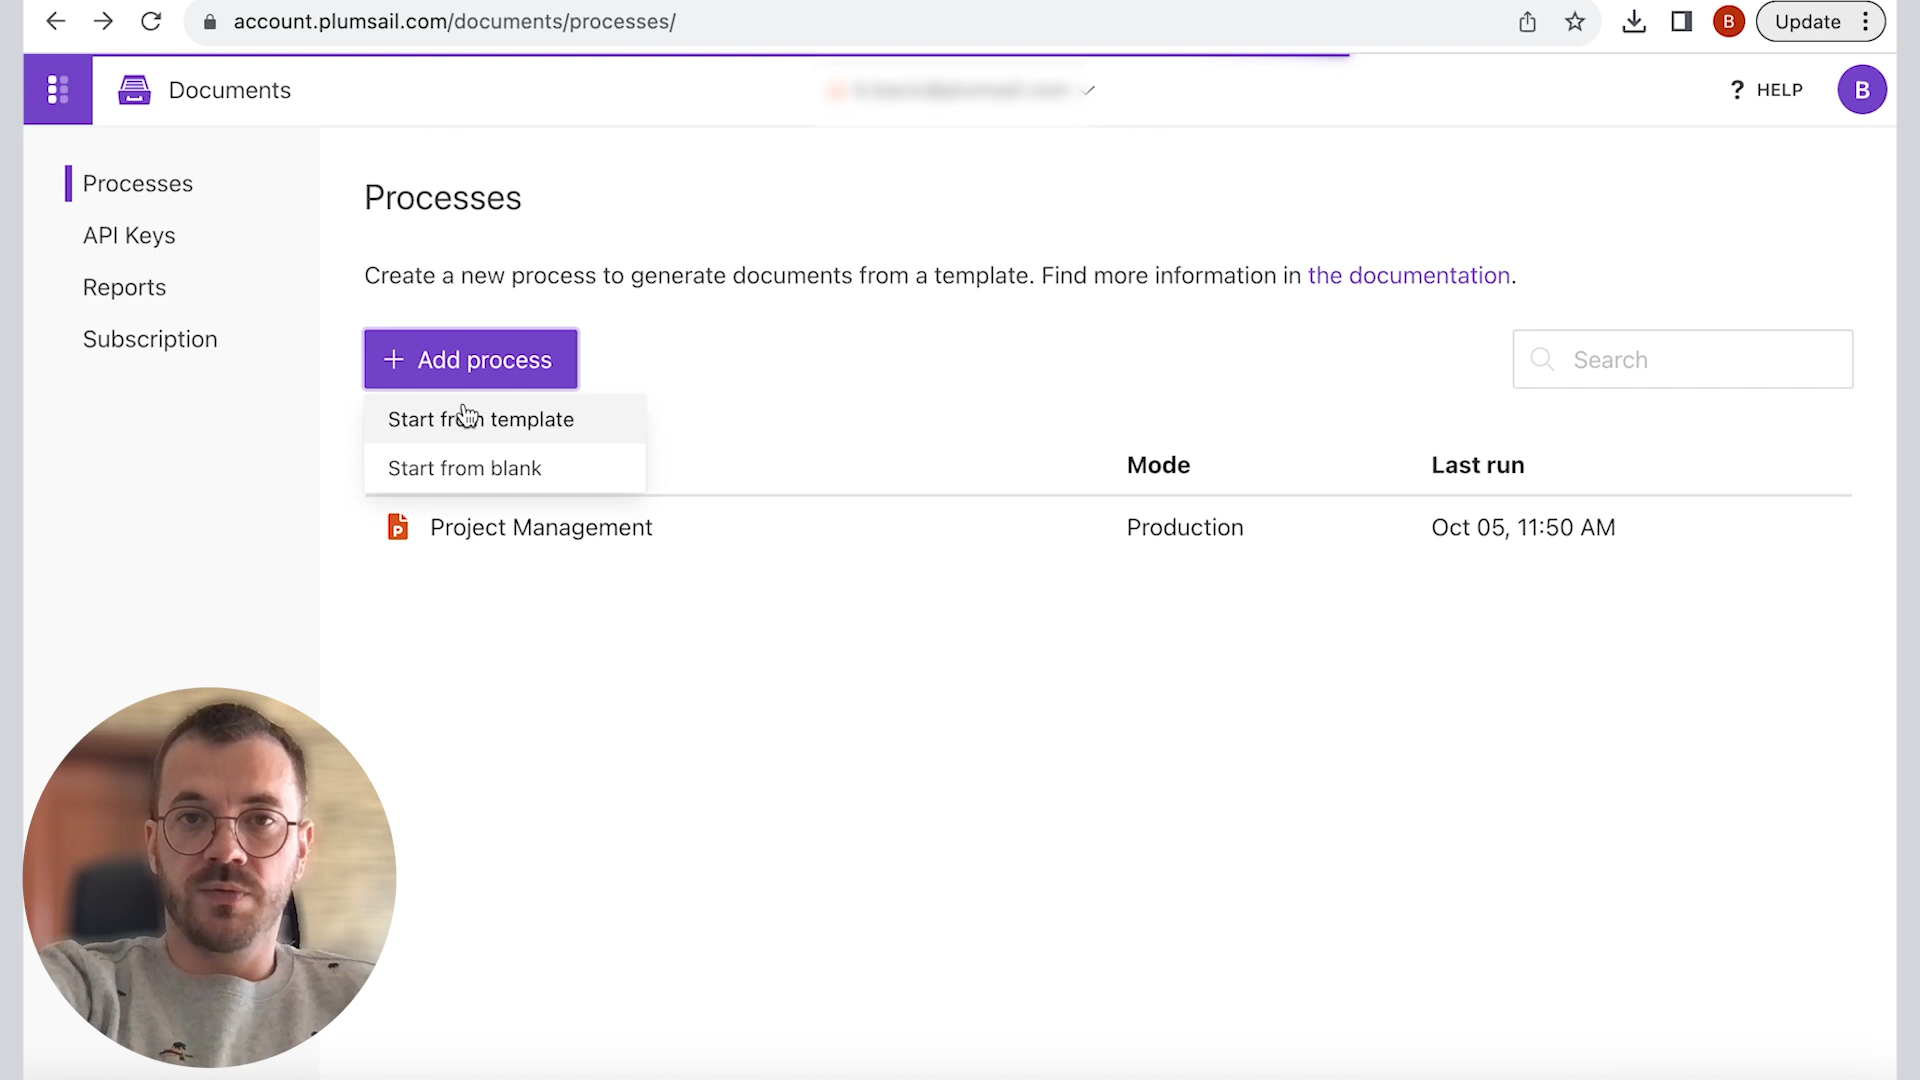 account.plumsail.com/documents/processes/
B
Update
Documents
? HELP
B
Processes
API Keys
Reports
Subscription
Processes
Create a new process to generate documents from a template. Find more information in the documentation.
+ Add process
Search
Start from template
Start from blank
Mode
Last run
P
Project Management
Production
Oct 05, 11:50 AM